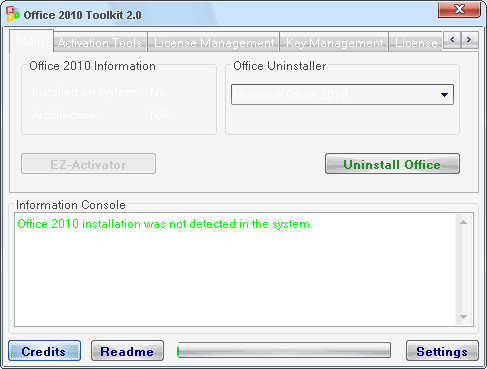 Office 2010 Toolkit 2.0
Main Activation Tools License Management Key Management License
Office 2010 Information
Installed on system: No
Architecture: N/A
Office Uninstaller
Microsoft Office 2010
EZ-Activator
Uninstall Office
Information Console
Office 2010 installation was not detected in the system.
Credits Readme Settings